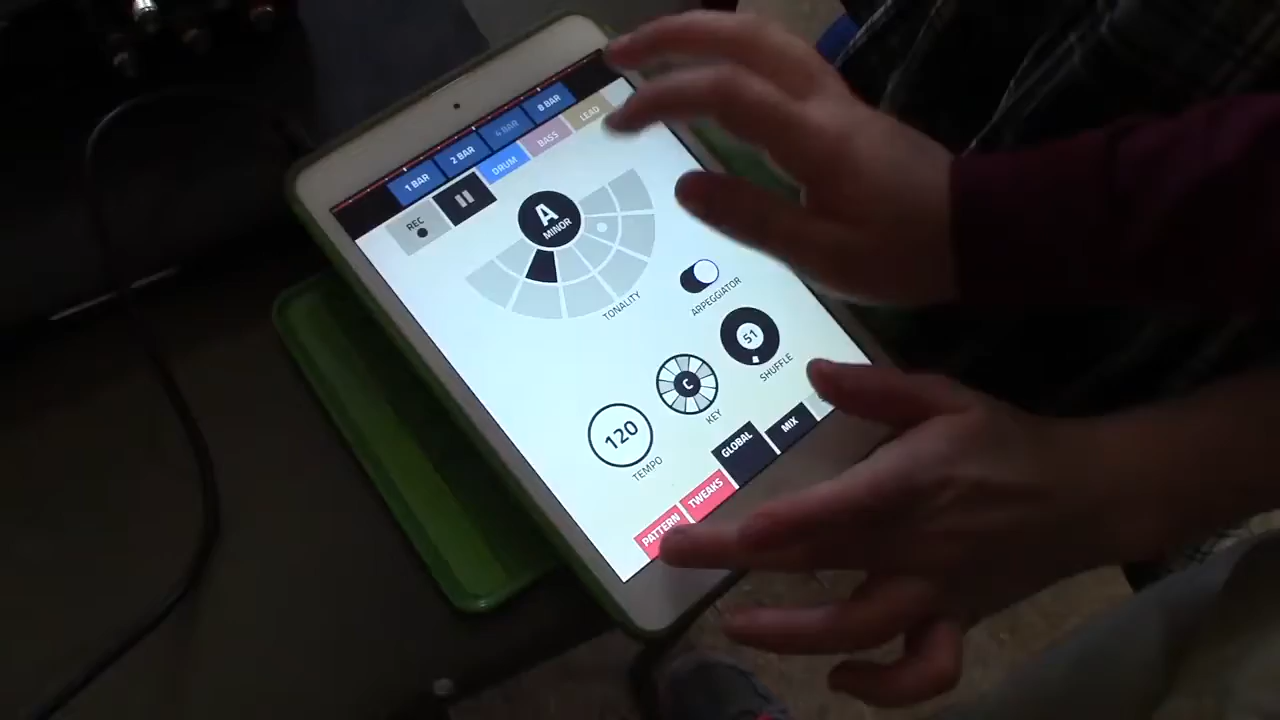 1 BAR
2 BAR
4 BAR
8 BAR
REC
DRUM
BASS
LEAD
A
MINOR
TONALITY
ARPEGGIATOR
51
SHUFFLE
C
KEY
120
TEMPO
PATTERN
TWEAKS
GLOBAL
MIX